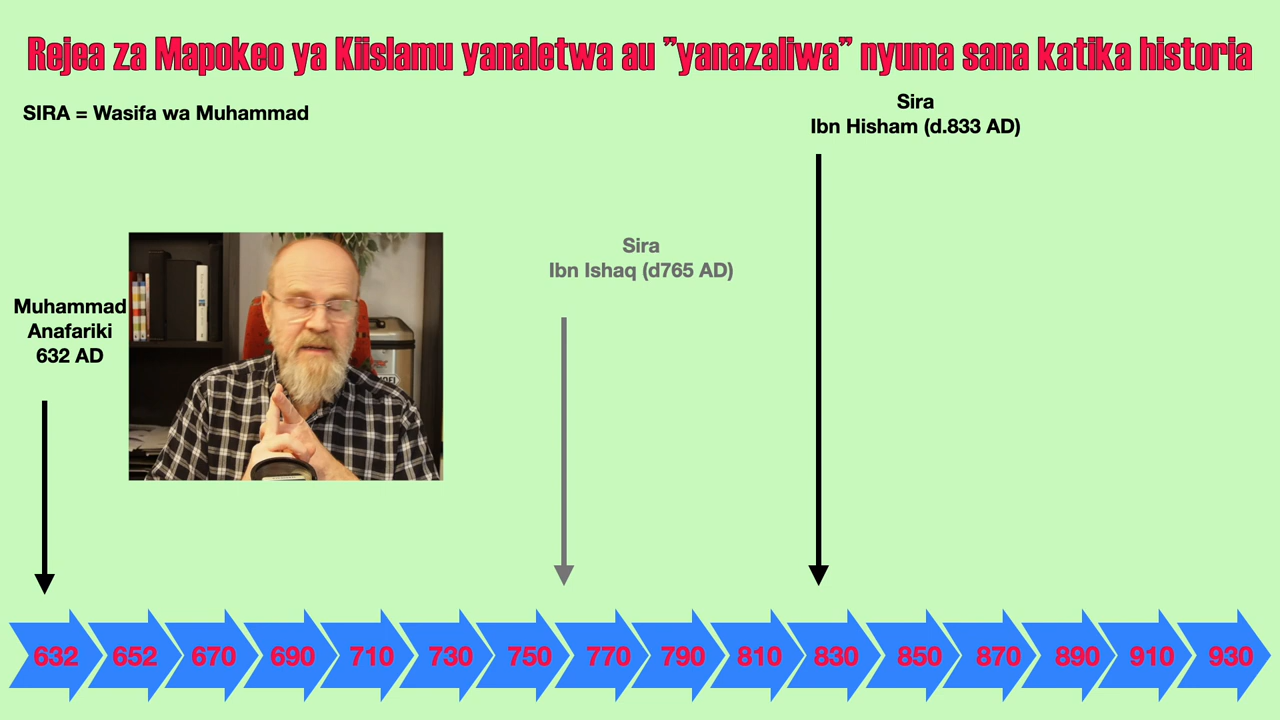 Rejea za Mapokeo ya Kiislamu yanaletwa au ”yanazaliwa” nyuma sana katika historia
SIRA = Wasifa wa Muhammad
Sira
Ibn Hisham (d.833 AD)
Sira
Ibn Ishaq (d765 AD)
Muhammad
Anafariki
632 AD
632 652 670 690 710 730 750 770 790 810 830 850 870 890 910 930